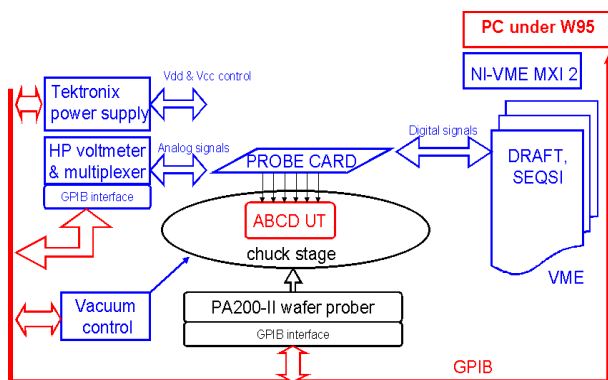 PC under W95
NI-VME MXI 2
Tektronix
power supply
Vdd & Vcc control
HP voltmeter
& multiplexer
GPIB interface
Analog signals
PROBE CARD
Digital signals
DRAFT,
SEQSI
VME
ABCD UT
chuck stage
Vacuum
control
PA200-II wafer prober
GPIB interface
GPIB